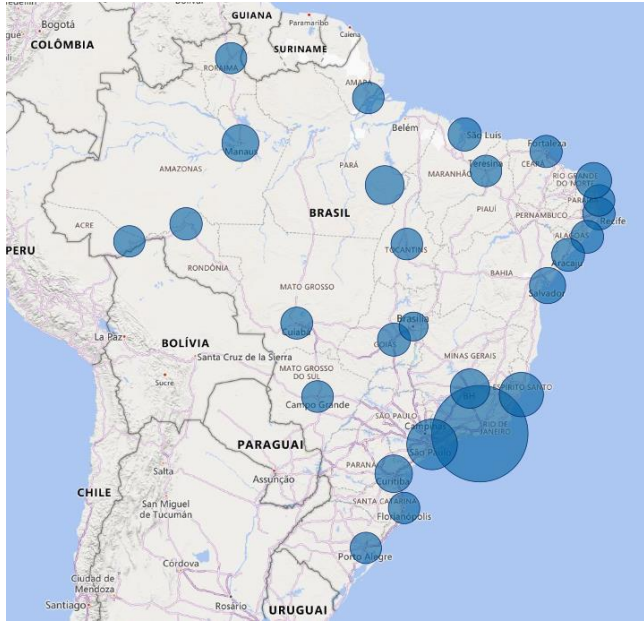 GUIANA
Bogotá
Paramaribo
COLÔMBIA
Caiena
SURINAME
RORAIMA
AMAPÁ
Belém
São Luís
Manaus
Fortaleza
PARÁ
Teresina
CEARÁ
AMAZONAS
MARANHÃO
RIO GRANDE
DO NORTE
PARAÍBA
BRASIL
PIAUÍ
PERNAMBUCO
Recife
ACRE
ALAGOAS
PERU
TOCANTINS
Aracaju
RONDÔNIA
BAHIA
MATO GROSSO
Salvador
Brasília
Cuiabá
La Paz
BOLÍVIA
GOIÁS
Santa Cruz de la Sierra
MINAS GERAIS
Sucre
MATO GROSSO
DO SUL
BH
ESPÍRITO SANTO
Campo Grande
SÃO PAULO
Campinas
RIO DE
JANEIRO
PARAGUAI
São Paulo
PARANÁ
Salta
Assunção
Curitiba
CHILE
San Miguel
de Tucumán
SANTA CATARINA
Florianópolis
Porto Alegre
Córdova
Ciudad de
Mendoza
Santiago
Rosário
URUGUAI